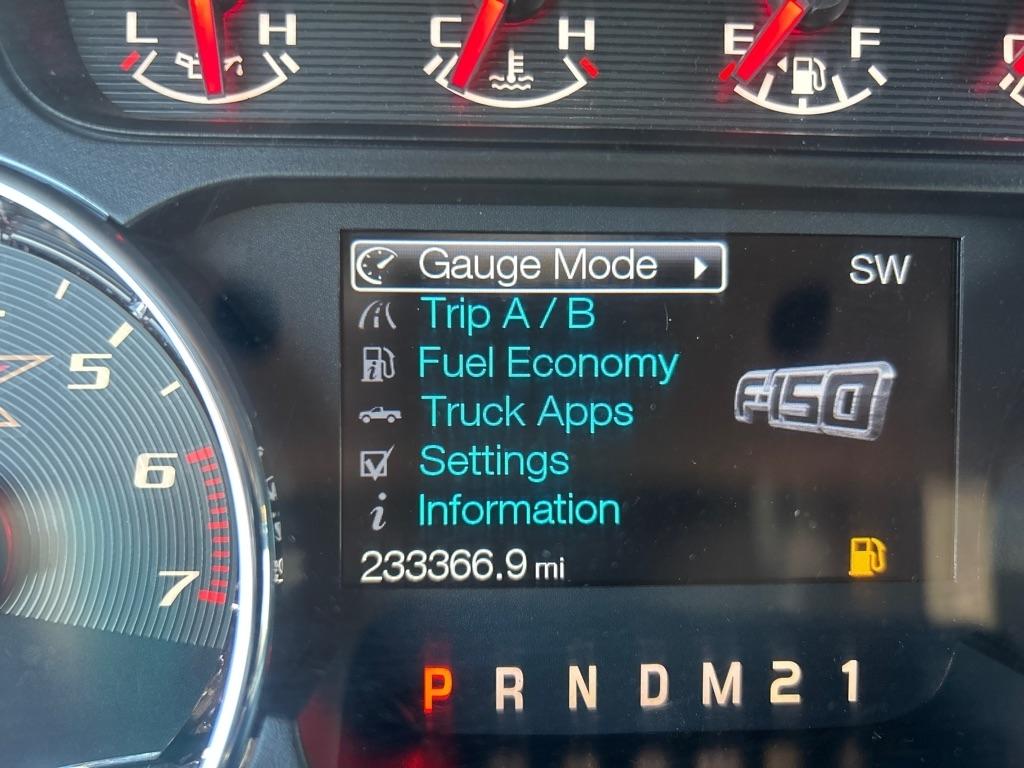 L H
C H
E F
Gauge Mode
SW
Trip A / B
Fuel Economy
Truck Apps
F-150
Settings
Information
233366.9 mi
5
6
7
P R N D M 2 1